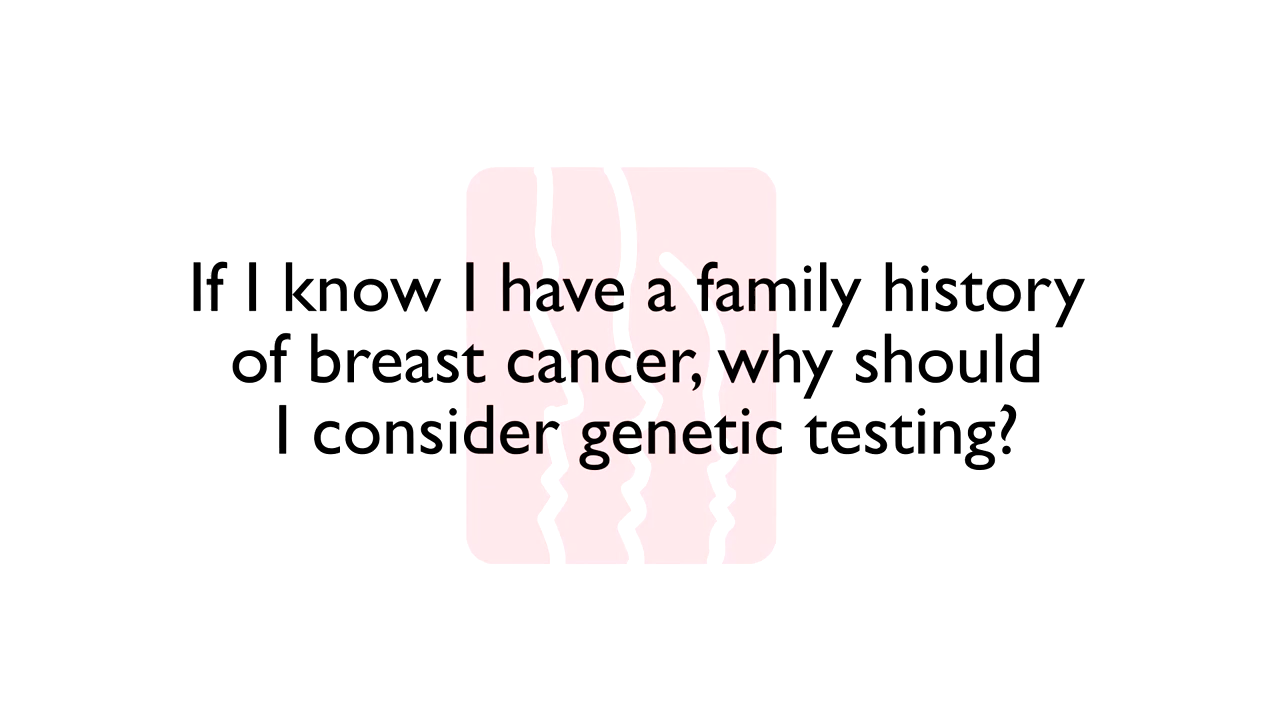 If I know I have a family history
of breast cancer, why should
I consider genetic testing?